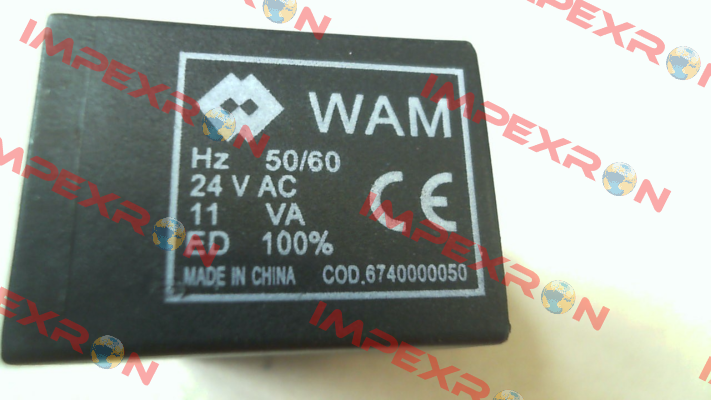 WAM
Hz 50/60
24 V AC
11 VA
ED 100%
CE
MADE IN CHINA COD.6740000050
IMPEXRON
IMPEXRON
IMPEXRON
IMPEXRON
IMPEXRON
IMPEXRON